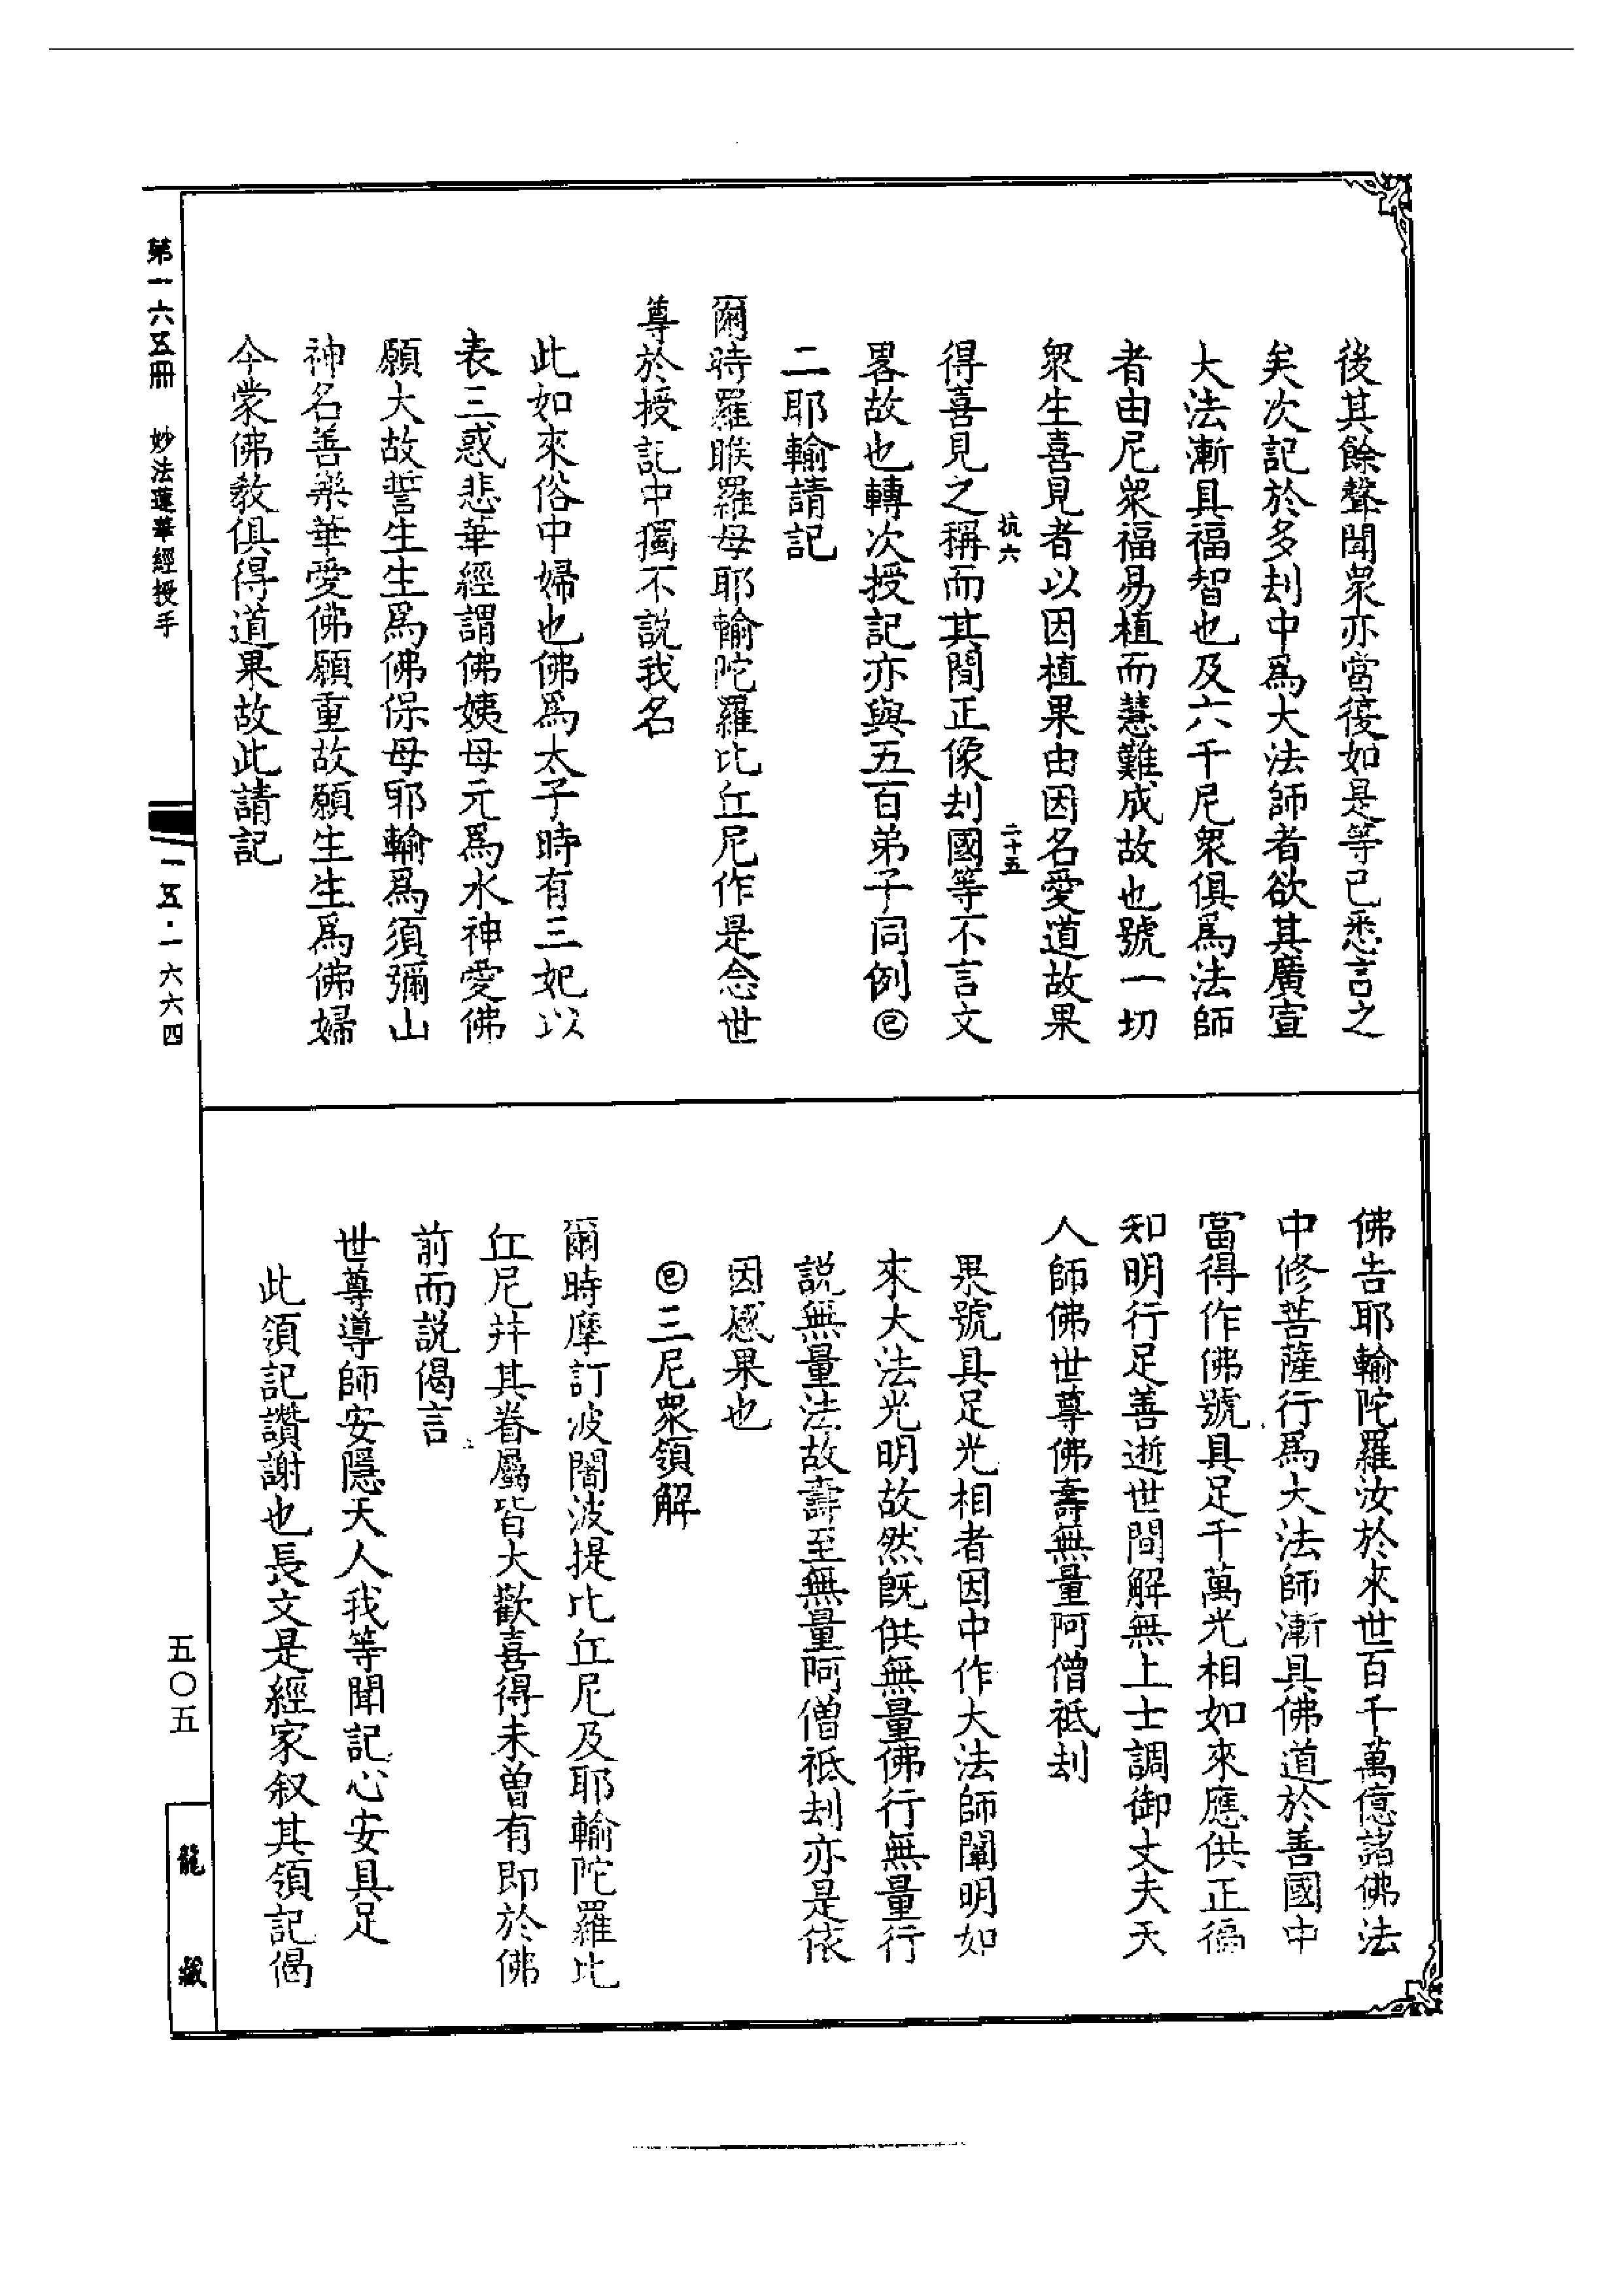 後其餘聲聞眾亦當復如是等已悉言之
矣次記於多刦中爲大法師者欲其廣宣
大法漸具福智也及六千尼眾俱爲法師
者由尼眾福易植而慧難成故也號一切
眾生喜見者以因植果由因名愛道故果
抗六
二十五
得喜見之稱而其間正像刦國等不言文
畧故也轉次授記亦與五百弟子同例㔾
二耶輸請記
爾時羅睺羅母耶輸陀羅比丘尼作是念世
尊於授記中獨不説我名
此如來俗中婦也佛爲太子時有三妃以
表三惑悲華經謂佛姨母元爲水神愛佛
願大故誓生生爲佛保母耶輸爲須彌山
神名善樂華愛佛願重故願生生爲佛婦
今蒙佛教俱得道果故此請記
佛告耶輸陀羅汝於來世百千萬億諸佛法
中修菩薩行爲大法師漸具佛道於善國中
當得作佛號具足千萬光相如來應供正徧
知明行足善逝世間解無上士調御丈夫天
人師佛世尊佛壽無量阿僧祇刦
果號具足光相者因中作大法師闡明如
來大法光明故然既供無量佛行無量行
説無量法故壽至無量阿僧祇刦亦是依
因感果也
㔾三尼眾領解
爾時摩訶波闍波提比丘尼及耶輸陀羅比
丘尼并其眷屬皆大歡喜得未曾有即於佛
前而説偈言
世尊導師安隱天人我等聞記心安具足
此領記讚謝也長文是經家叙其領記偈
第一六五冊 妙法蓮華經授手
一五·一六六四
五〇五
龍藏